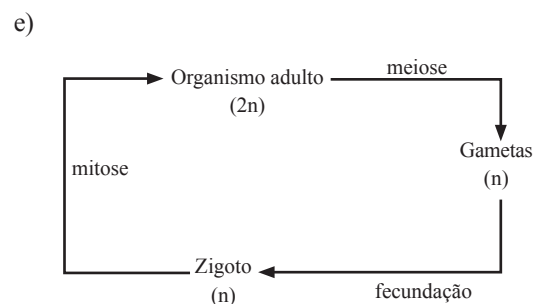 e)
Organismo adulto
(2n)
meiose
Gametas
(n)
mitose
Zigoto
(n)
fecundação